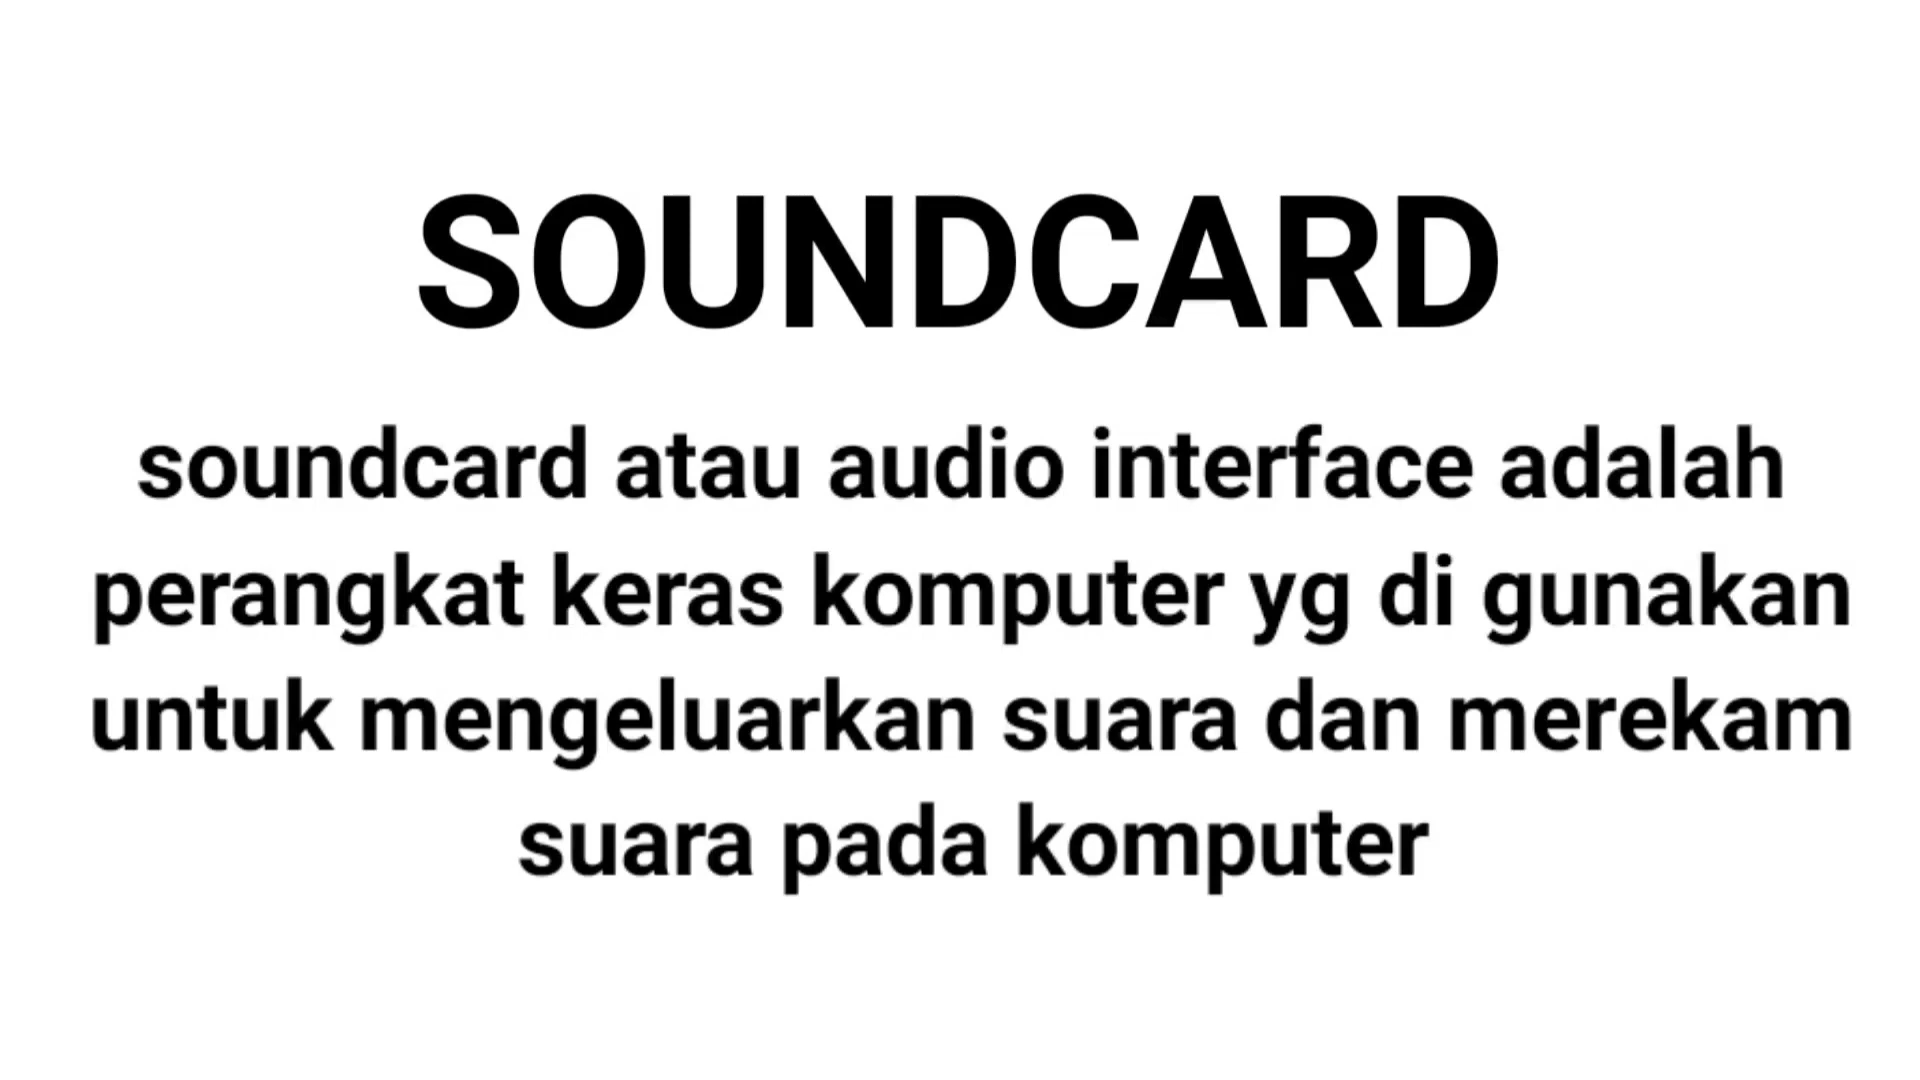 SOUNDCARD
soundcard atau audio interface adalah
perangkat keras komputer yg di gunakan
untuk mengeluarkan suara dan merekam
suara pada komputer